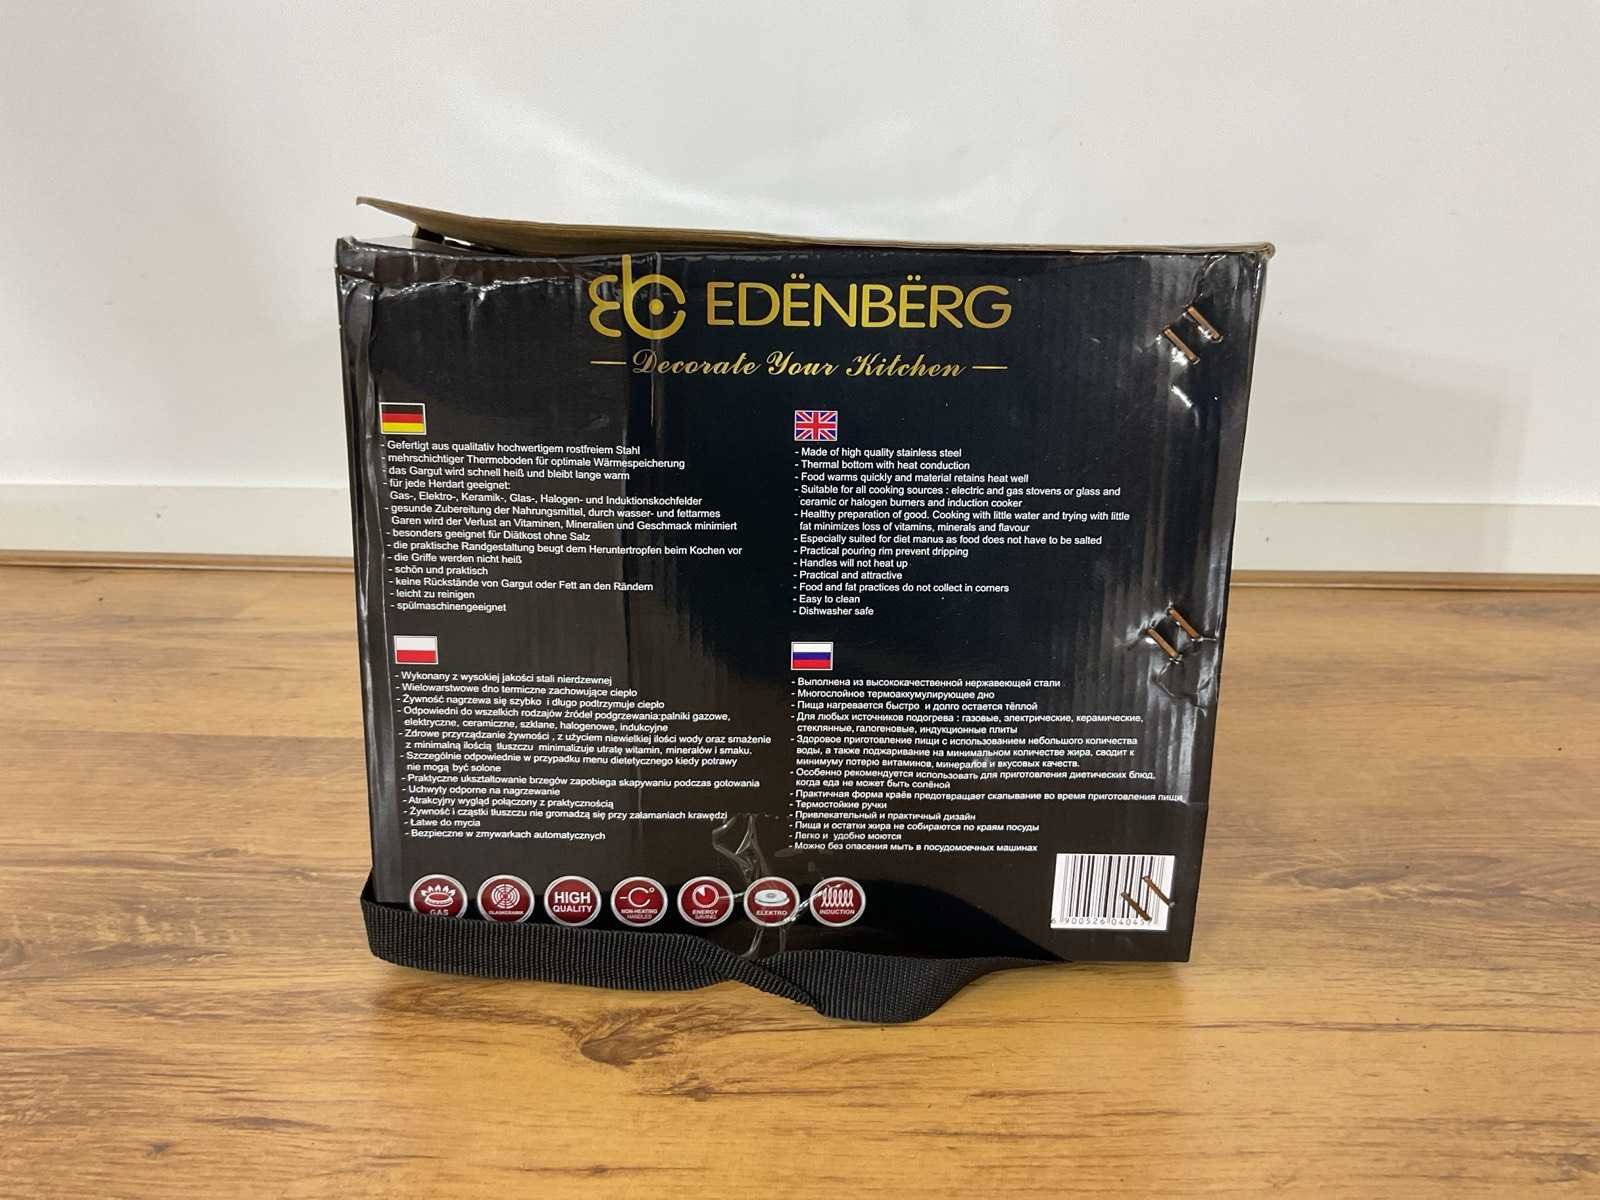 EDËNBËRG
Decorate Your Kitchen
- Gefertigt aus qualitativ hochwertigem rostfreiem Stahl
- mehrschichtiger Thermoboden für optimale Wärmespeicherung
- das Gargut wird schnell heiß und bleibt lange warm
- für jede Herdart geeignet:
Gas-, Elektro-, Keramik-, Glas-, Halogen- und Induktionskochfelder
- gesunde Zubereitung der Nahrungsmittel, durch wasser- und fettarmes
Garen wird der Verlust an Vitaminen, Mineralien und Geschmack minimiert
- besonders geeignet für Diätkost ohne Salz
- die praktische Randgestaltung beugt dem Heruntertropfen beim Kochen vor
- die Griffe werden nicht heiß
- schön und praktisch
- keine Rückstände von Gargut oder Fett an den Rändern
- leicht zu reinigen
- spülmaschinengeeignet
- Made of high quality stainless steel
- Thermal bottom with heat conduction
- Food warms quickly and material retains heat well
- Suitable for all cooking sources : electric and gas stovens or glass and
ceramic or halogen burners and induction cooker
- Healthy preparation of good. Cooking with little water and trying with little
fat minimizes loss of vitamins, minerals and flavour
- Especially suited for diet manus as food does not have to be salted
- Practical pouring rim prevent dripping
- Handles will not heat up
- Practical and attractive
- Food and fat practices do not collect in corners
- Easy to clean
- Dishwasher safe
- Wykonany z wysokiej jakości stali nierdzewnej
- Wielowarstwowe dno termiczne zachowujące ciepło
- Żywność nagrzewa się szybko i długo podtrzymuje ciepło
- Odpowiedni do wszelkich rodzajów źródeł podgrzewania:palniki gazowe,
elektryczne, ceramiczne, szklane, halogenowe, indukcyjne
- Zdrowe przyrządzanie żywności , z użyciem niewielkiej ilości wody oraz smażenie
z minimalną ilością tłuszczu minimalizuje utratę witamin, minerałów i smaku.
- Szczególnie odpowiednie w przypadku menu dietetycznego kiedy potrawy
nie mogą być solone
- Praktyczne ukształtowanie brzegów zapobiega skapywaniu podczas gotowania
- Uchwyty odporne na nagrzewanie
- Atrakcyjny wygląd połączony z praktycznością
- Żywność i cząstki tłuszczu nie gromadzą się przy załamaniach krawędzi
- Łatwe do mycia
- Bezpieczne w zmywarkach automatycznych
- Выполнена из высококачественной нержавеющей стали
- Многослойное термоаккумулирующее дно
- Пища нагревается быстро и долго остается тёплой
- Для любых источников подогрева : газовые, электрические, керамические,
стеклянные, галогеновые, индукционные плиты
- Здоровое приготовление пищи с использованием небольшого количества
воды, а также поджаривание на минимальном количестве жира, сводит к
минимуму потерю витаминов, минералов и вкусовых качеств.
- Особенно рекомендуется использовать для приготовления диетических блюд,
когда еда не может быть солёной
- Практичная форма краёв предотвращает скапывание во время приготовления пищи
- Термостойкие ручки
- Привлекательный и практичный дизайн
- Пища и остатки жира не собираются по краям посуды
- Легко и удобно моются
- Можно без опасения мыть в посудомоечных машинах
GAS
GLASKERAMIK
HIGH QUALITY
NON-HEATING HANDLES
ENERGY SAVING
ELEKTRO
INDUCTION